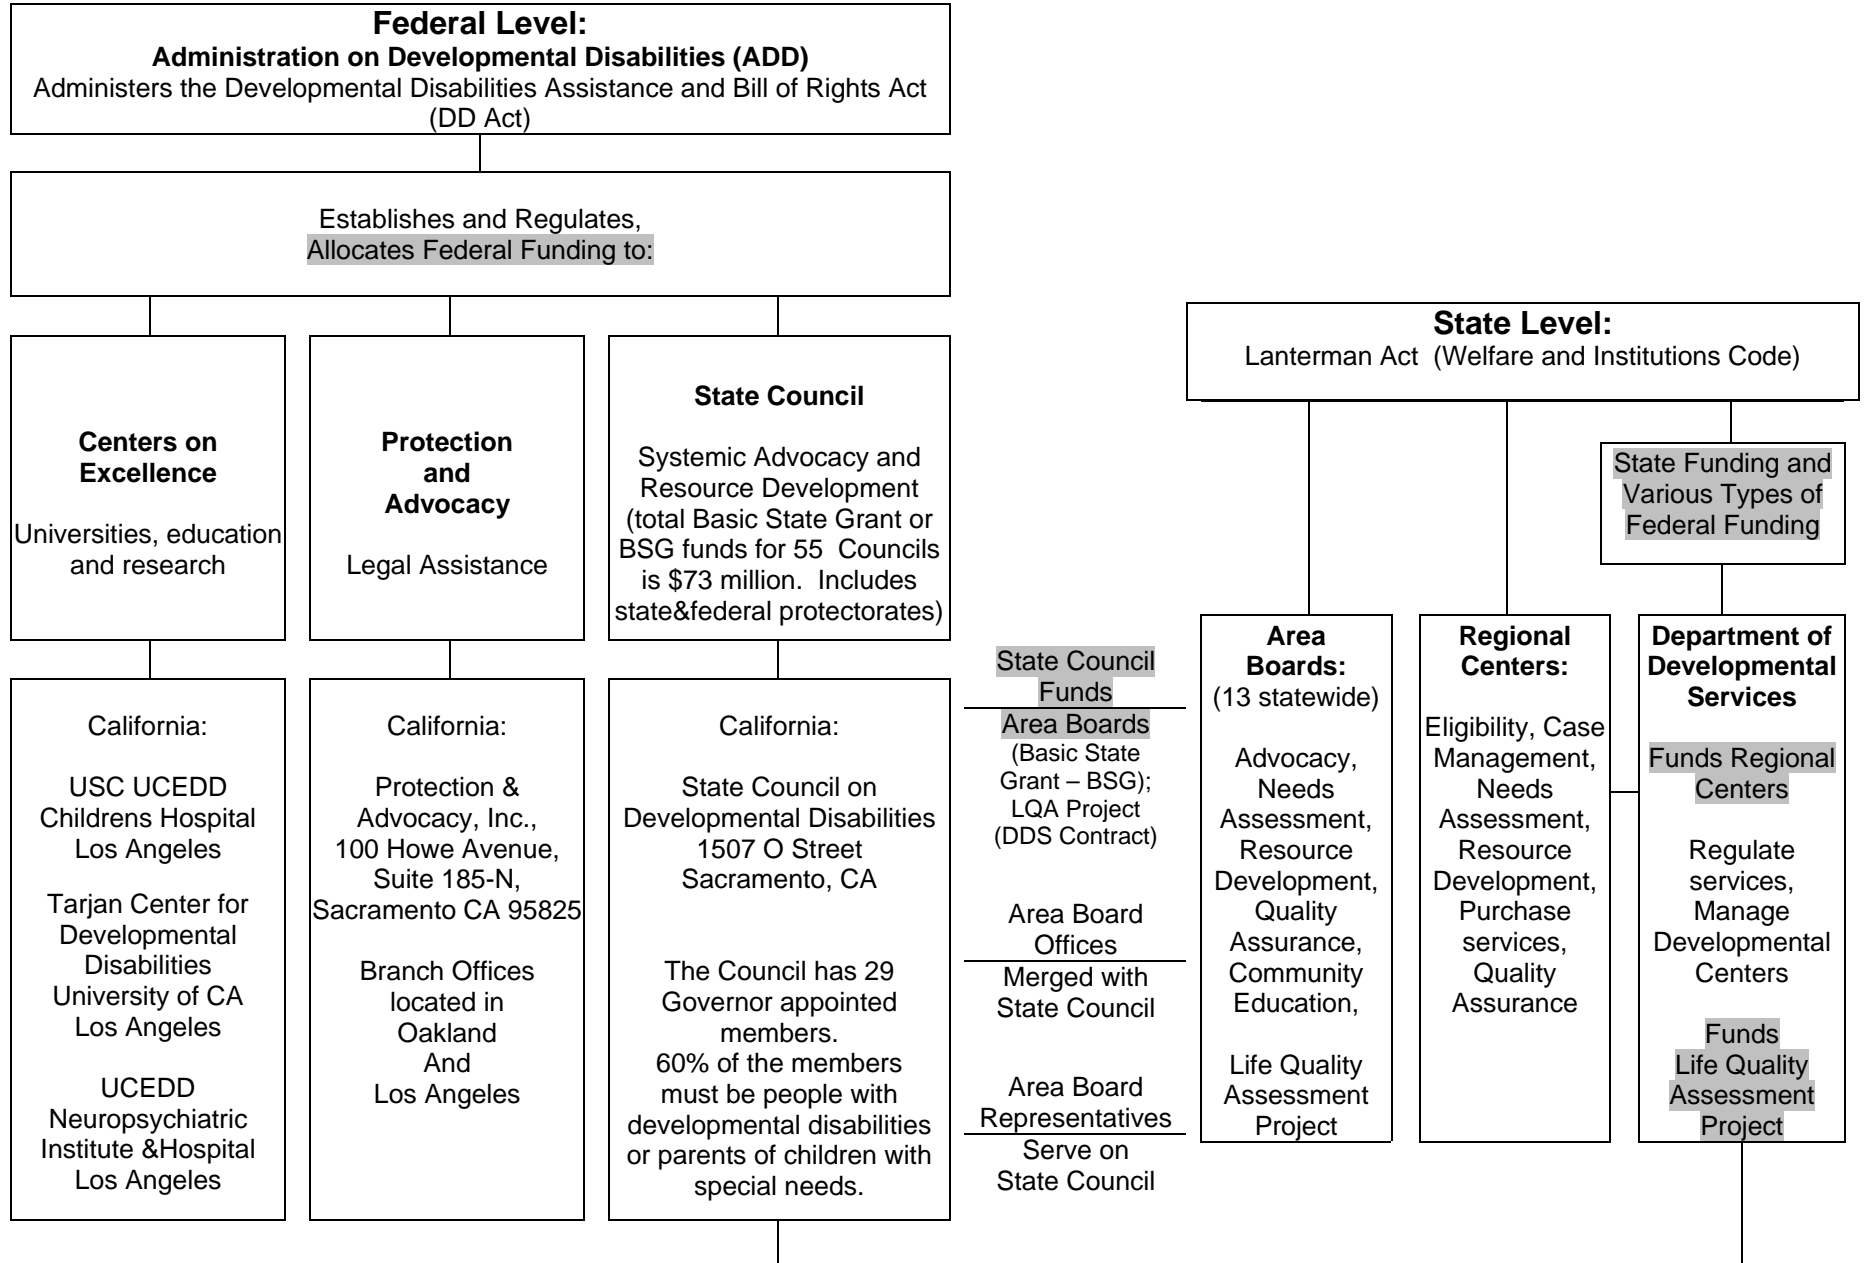 Federal Level:
Administration on Developmental Disabilities (ADD)
Administers the Developmental Disabilities Assistance and Bill of Rights Act
(DD Act)
Establishes and Regulates,
Allocates Federal Funding to:
Centers on
Excellence
Universities, education
and research
Protection
and
Advocacy
Legal Assistance
State Council
Systemic Advocacy and
Resource Development
(total Basic State Grant or
BSG funds for 55  Councils
is $73 million.  Includes
state&federal protectorates)
California:
USC UCEDD
Childrens Hospital
Los Angeles
Tarjan Center for
Developmental
Disabilities
University of CA
Los Angeles
UCEDD
Neuropsychiatric
Institute &Hospital
Los Angeles
California:
Protection &
Advocacy, Inc.,
100 Howe Avenue,
Suite 185-N,
Sacramento CA 95825
Branch Offices
located in
Oakland
And
Los Angeles
California:
State Council on
Developmental Disabilities
1507 O Street
Sacramento, CA
The Council has 29
Governor appointed
members.
60% of the members
must be people with
developmental disabilities
or parents of children with
special needs.
State Council
Funds
Area Boards
(Basic State
Grant – BSG);
LQA Project
(DDS Contract)
Area Board
Offices
Merged with
State Council
Area Board
Representatives
Serve on
State Council
State Level:
Lanterman Act  (Welfare and Institutions Code)
State Funding and
Various Types of
Federal Funding
Area
Boards:
(13 statewide)
Advocacy,
Needs
Assessment,
Resource
Development,
Quality
Assurance,
Community
Education,
Life Quality
Assessment
Project
Regional
Centers:
Eligibility, Case
Management,
Needs
Assessment,
Resource
Development,
Purchase
services,
Quality
Assurance
Department of
Developmental
Services
Funds Regional
Centers
Regulate
services,
Manage
Developmental
Centers
Funds
Life Quality
Assessment
Project